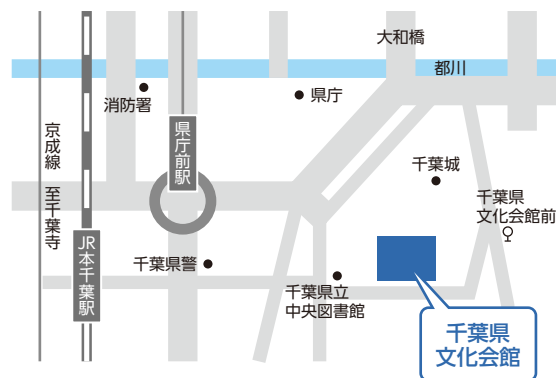 大和橋
都川
消防署
県庁
京成線　至千葉寺
県庁前駅
千葉城
千葉県
文化会館前
JR本千葉駅
千葉県警
千葉県立
中央図書館
千葉県
文化会館